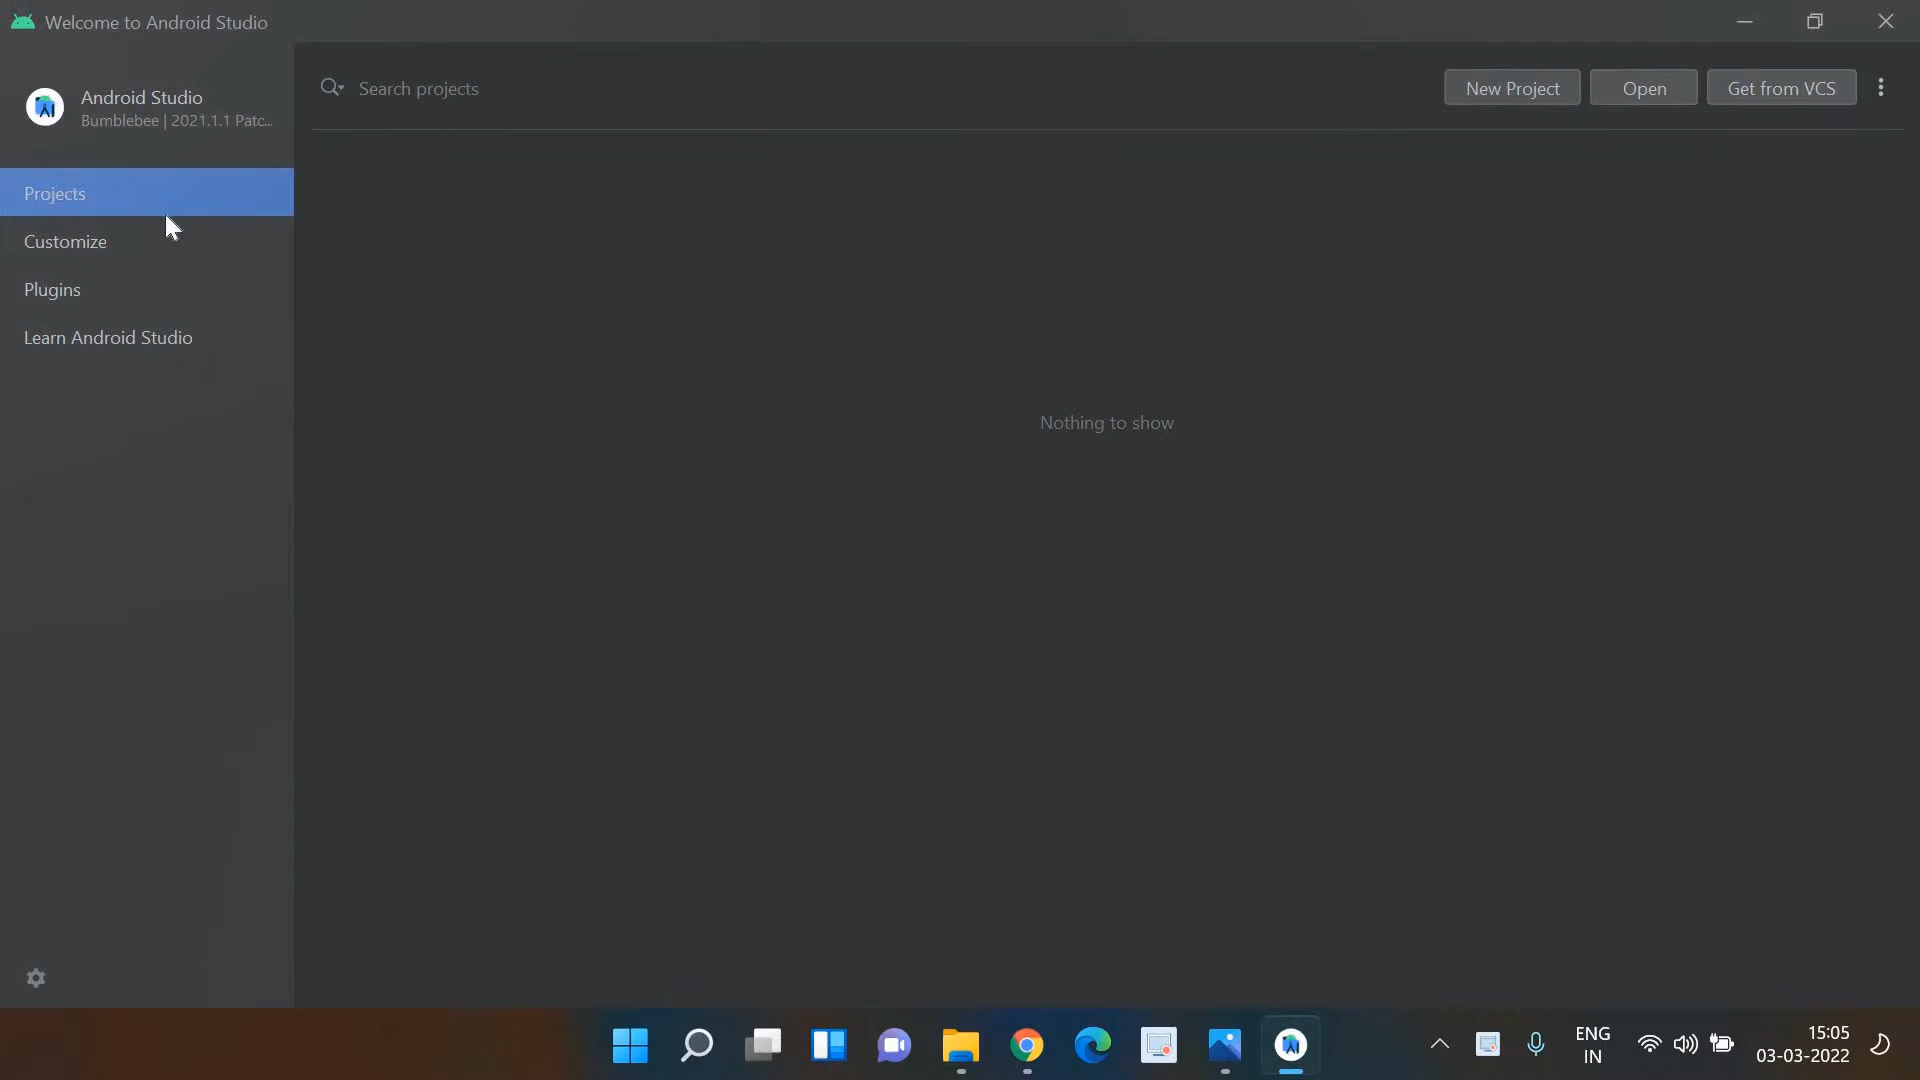 Welcome to Android Studio
Android Studio
Bumblebee | 2021.1.1 Patc...
Search projects
New Project
Open
Get from VCS
Projects
Customize
Plugins
Learn Android Studio
Nothing to show
ENG
IN
15:05
03-03-2022